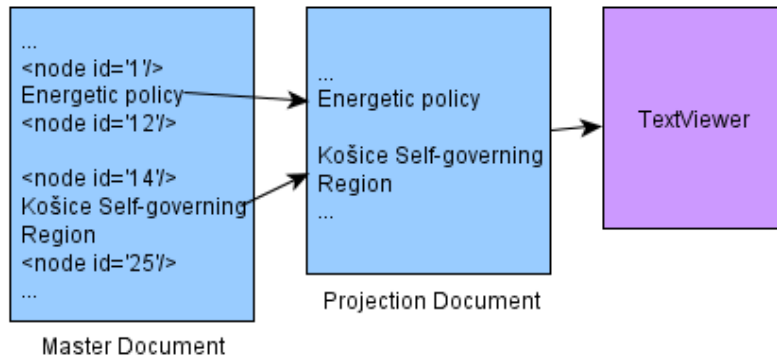 ...
<node id='1'/>
Energetic policy
<node id='12'/>
<node id='14'/>
Košice Self-governing
Region
<node id='25'/>
...
Master Document
...
Energetic policy
Košice Self-governing
Region
...
Projection Document
TextViewer